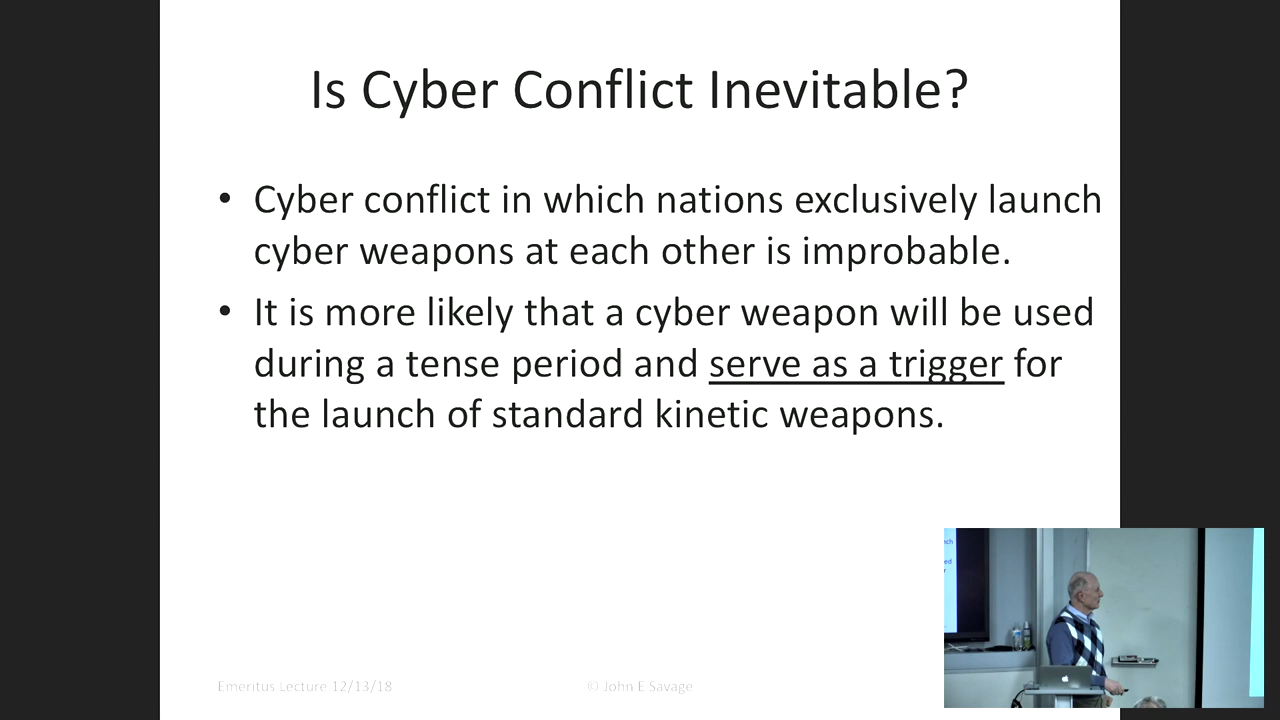 Is Cyber Conflict Inevitable?
• Cyber conflict in which nations exclusively launch
cyber weapons at each other is improbable.
• It is more likely that a cyber weapon will be used
during a tense period and serve as a trigger for
the launch of standard kinetic weapons.
Emeritus Lecture 12/13/18
© John E Savage